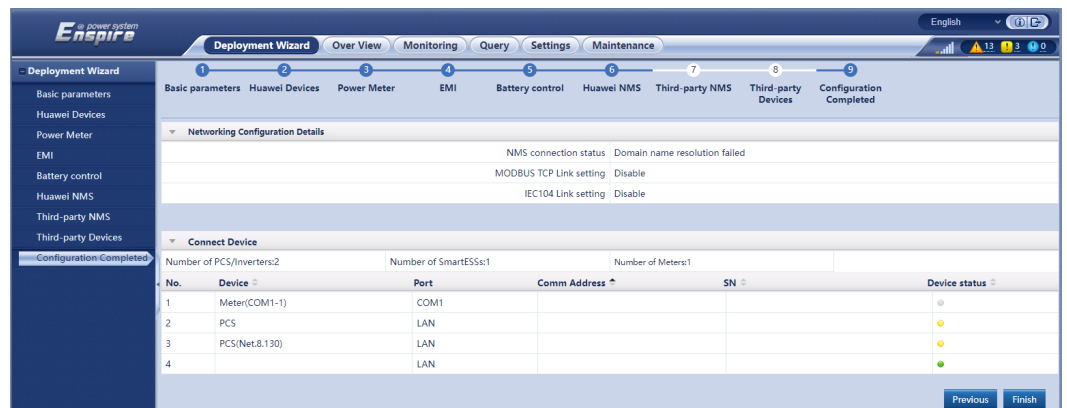 English
e power system
Enspire
Deployment Wizard Over View Monitoring Query Settings Maintenance
13 3 0
Deployment Wizard
Basic parameters
Huawei Devices
Power Meter
EMI
Battery control
Huawei NMS
Third-party NMS
Third-party Devices
Configuration Completed
1 2 3 4 5 6 7 8 9
Basic parameters Huawei Devices Power Meter EMI Battery control Huawei NMS Third-party NMS Third-party Configuration
Devices Completed
Networking Configuration Details
NMS connection status Domain name resolution failed
MODBUS TCP Link setting Disable
IEC104 Link setting Disable
Connect Device
Number of PCS/Inverters:2 Number of SmartESSs:1 Number of Meters:1
No. Device Port Comm Address SN Device status
1 Meter(COM1-1) COM1
2 PCS LAN
3 PCS(Net.8.130) LAN
4 LAN
Previous Finish